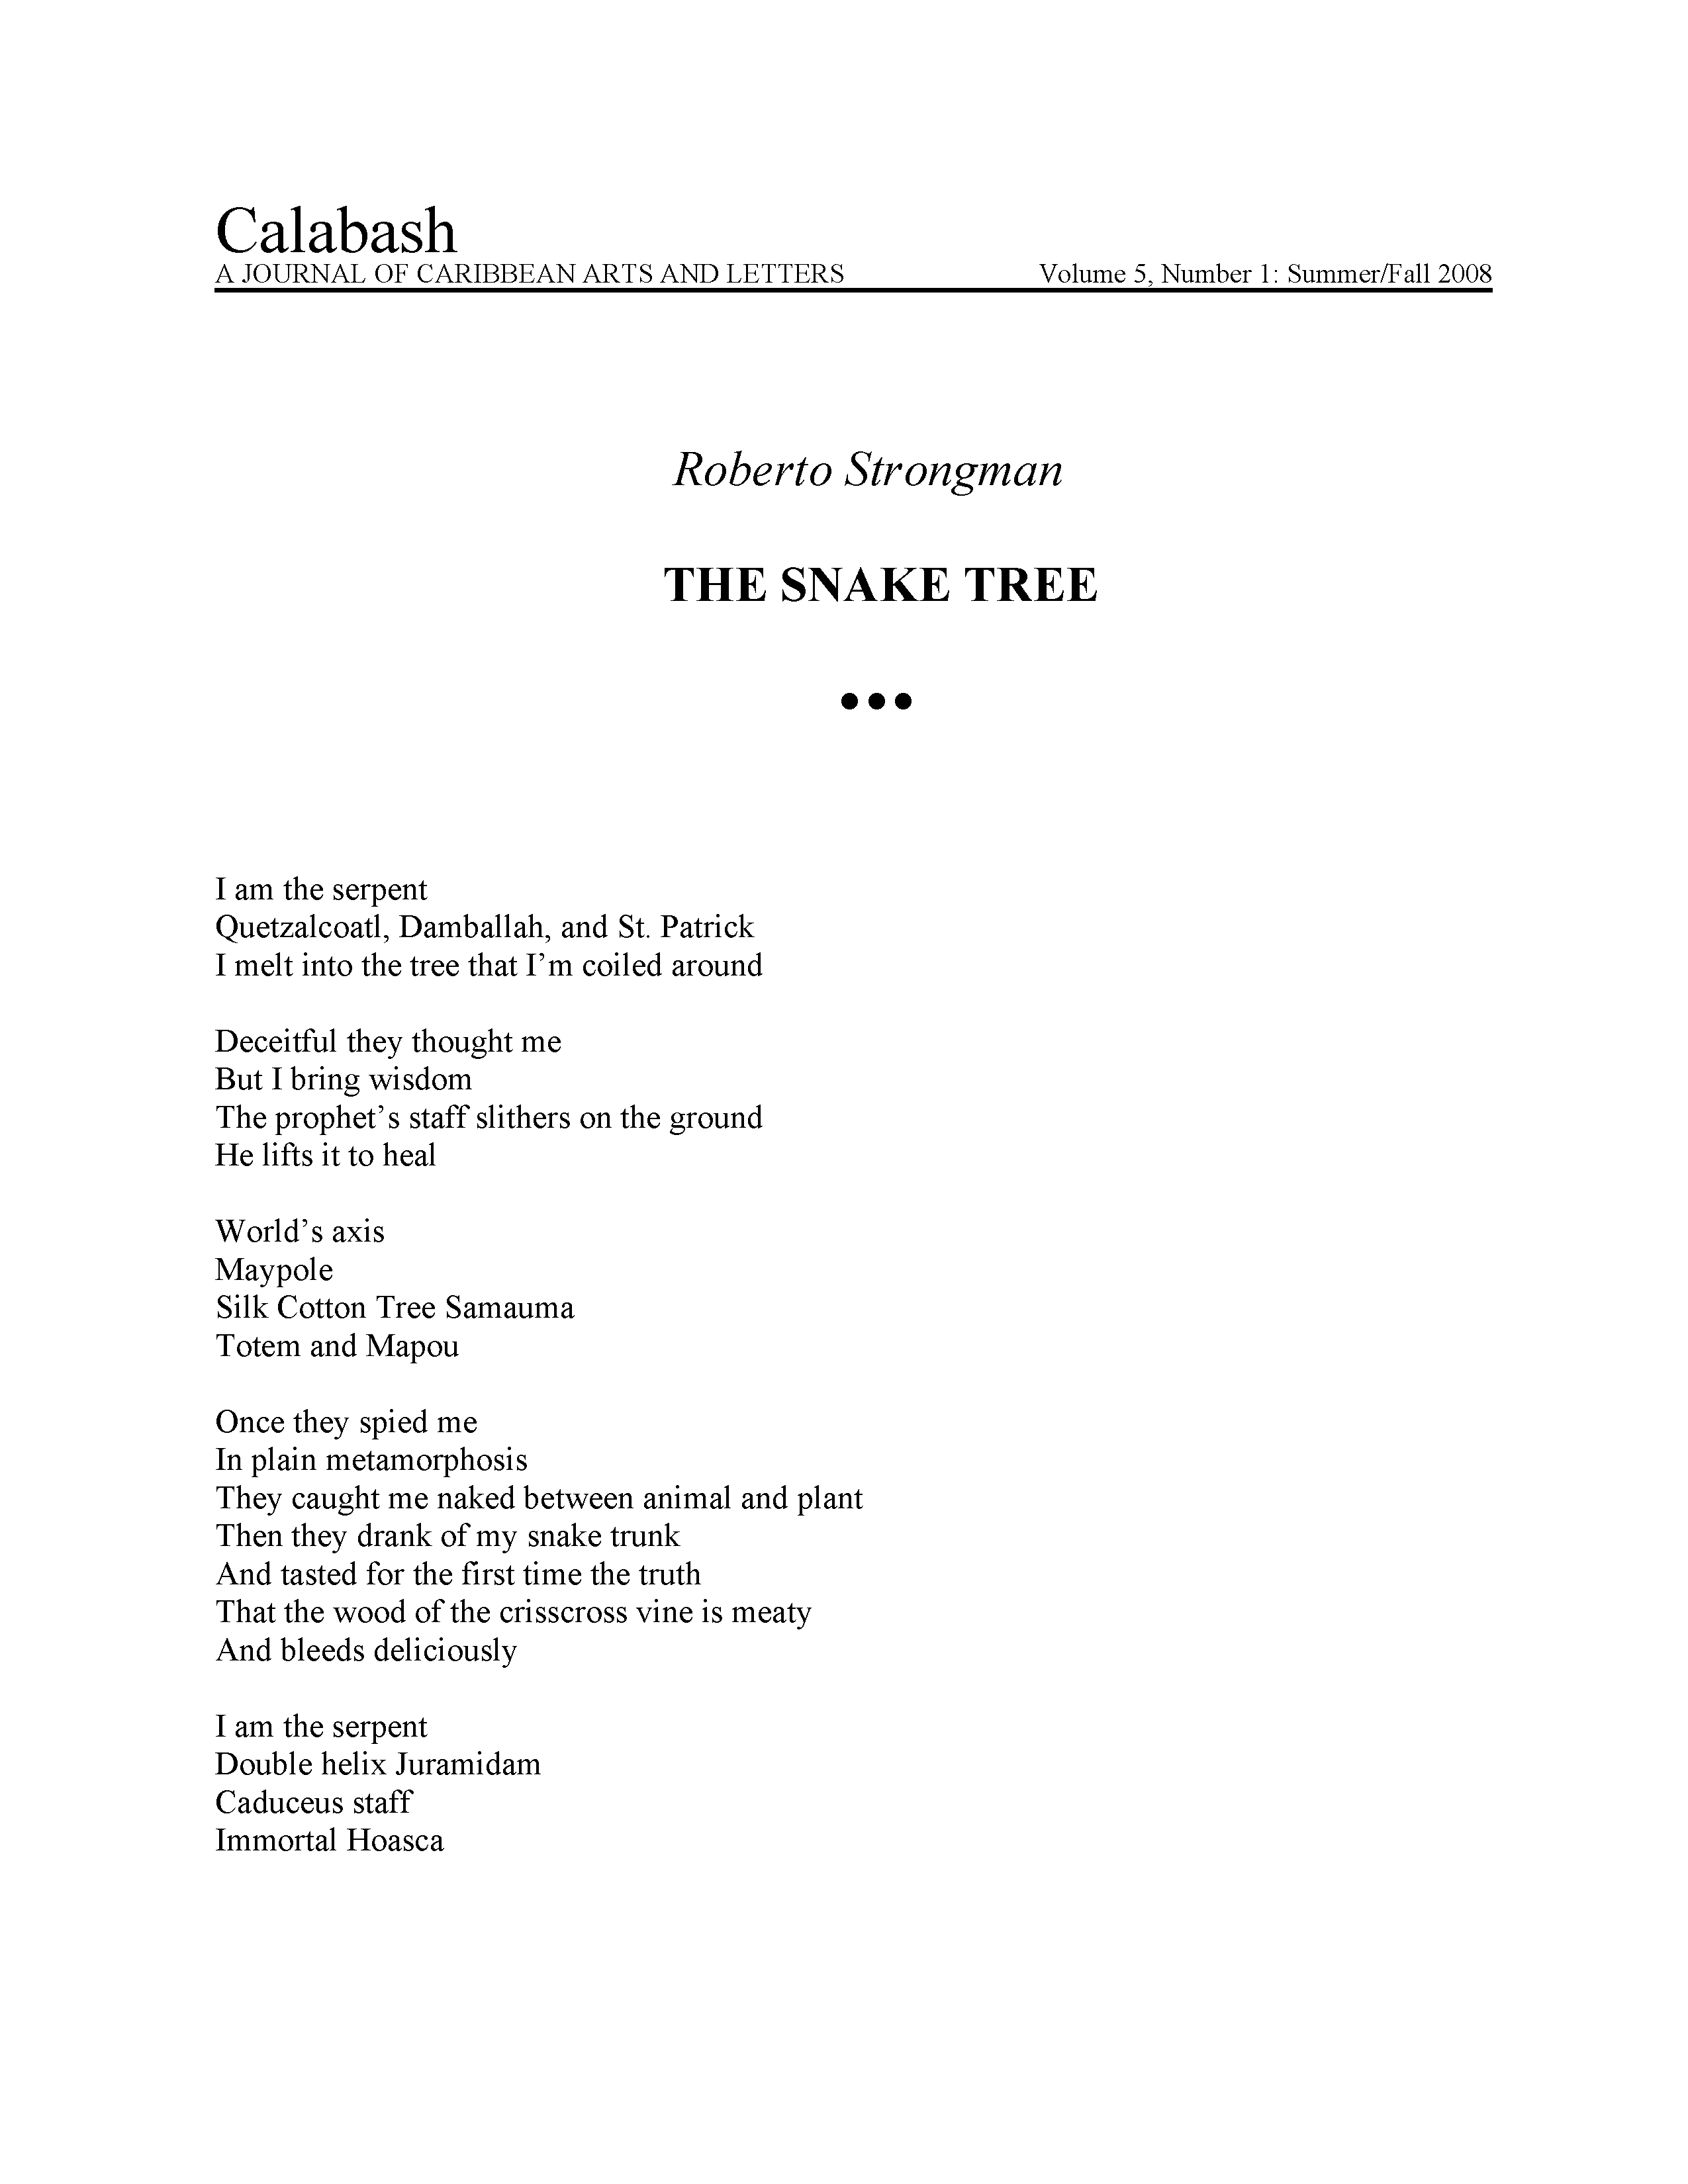 Calabash
A JOURNAL OF CARIBBEAN ARTS AND LETTERS Volume 5, Number 1: Summer/Fall 2008
Roberto Strongman
THE SNAKE TREE
•••
I am the serpent
Quetzalcoatl, Damballah, and St. Patrick
I melt into the tree that I’m coiled around
Deceitful they thought me
But I bring wisdom
The prophet’s staff slithers on the ground
He lifts it to heal
World’s axis
Maypole
Silk Cotton Tree Samauma
Totem and Mapou
Once they spied me
In plain metamorphosis
They caught me naked between animal and plant
Then they drank of my snake trunk
And tasted for the first time the truth
That the wood of the crisscross vine is meaty
And bleeds deliciously
I am the serpent
Double helix Juramidam
Caduceus staff
Immortal Hoasca